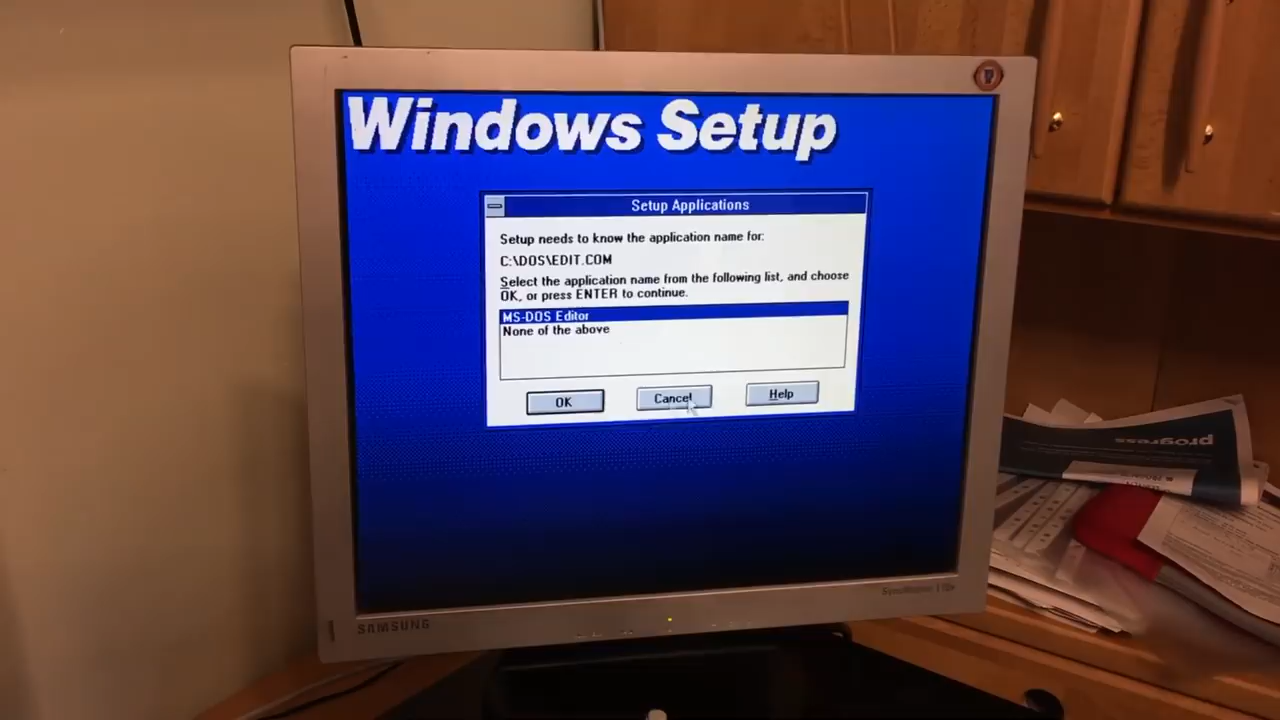 Windows Setup
Setup Applications
Setup needs to know the application name for:
C:\DOS\EDIT.COM
Select the application name from the following list, and choose
OK, or press ENTER to continue.
MS-DOS Editor
None of the above
OK
Cancel
Help
progress
SyncMaster
SAMSUNG